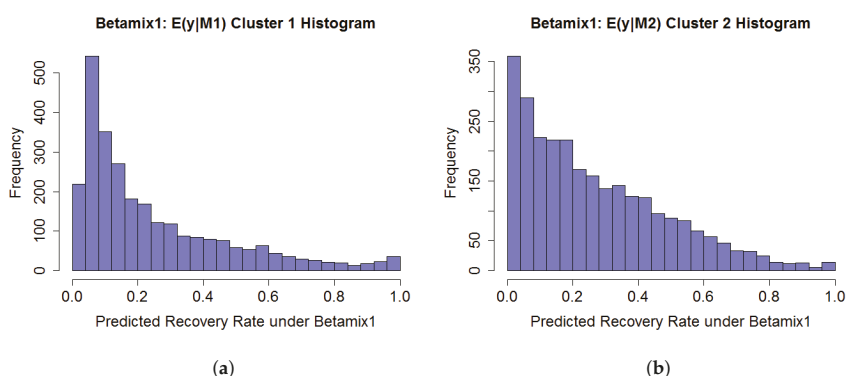 Betamix1: E(y|M1) Cluster 1 Histogram
Frequency
500
400
300
200
100
0
0.0 0.2 0.4 0.6 0.8 1.0
Predicted Recovery Rate under Betamix1
(a)
Betamix1: E(y|M2) Cluster 2 Histogram
Frequency
350
250
150
50
0
0.0 0.2 0.4 0.6 0.8 1.0
Predicted Recovery Rate under Betamix1
(b)